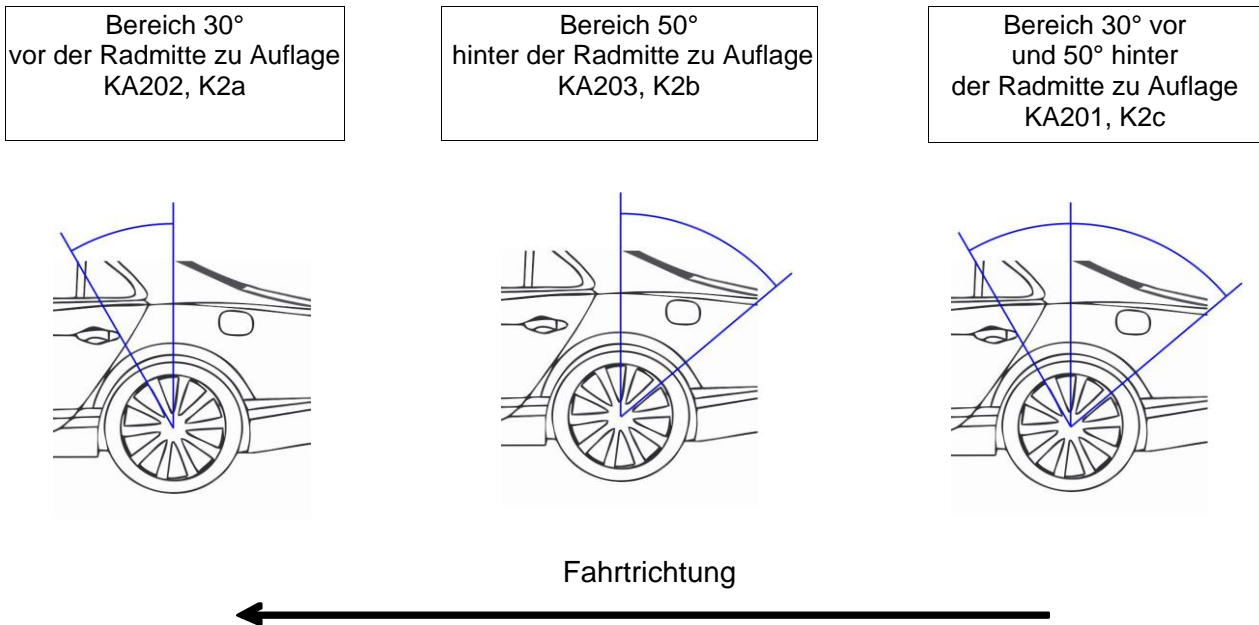 Bereich 30°
vor der Radmitte zu Auflage
KA202, K2a
Bereich 50°
hinter der Radmitte zu Auflage
KA203, K2b
Bereich 30° vor
und 50° hinter
der Radmitte zu Auflage
KA201, K2c
Fahrtrichtung